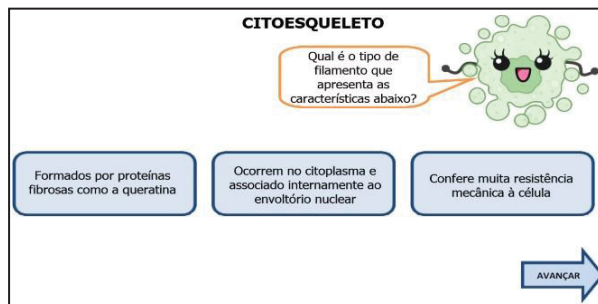 CITOESQUELETO
Qual é o tipo de
filamento que
apresenta as
características abaixo?
Formados por proteínas
fibrosas como a queratina
Ocorrem no citoplasma e
associado internamente ao
envoltório nuclear
Confere muita resistência
mecânica à célula
AVANÇAR